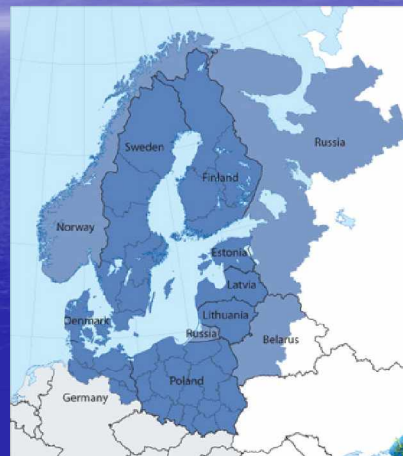 Sweden
Russia
Finland
Norway
Estonia
Latvia
Denmark
Lithuania
Russia
Belarus
Poland
Germany